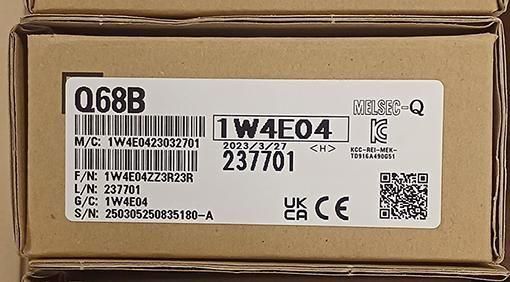 Q68B
M/C: 1W4E0423032701
F/N: 1W4E04ZZ3R23R
L/N: 237701
G/C: 1W4E04
S/N: 250305250835180-A
1W4E04
2023/3/27 <H>
237701
MELSEC-Q
KCC-REI-MEK-
TD916A490G51
UK
CA CE